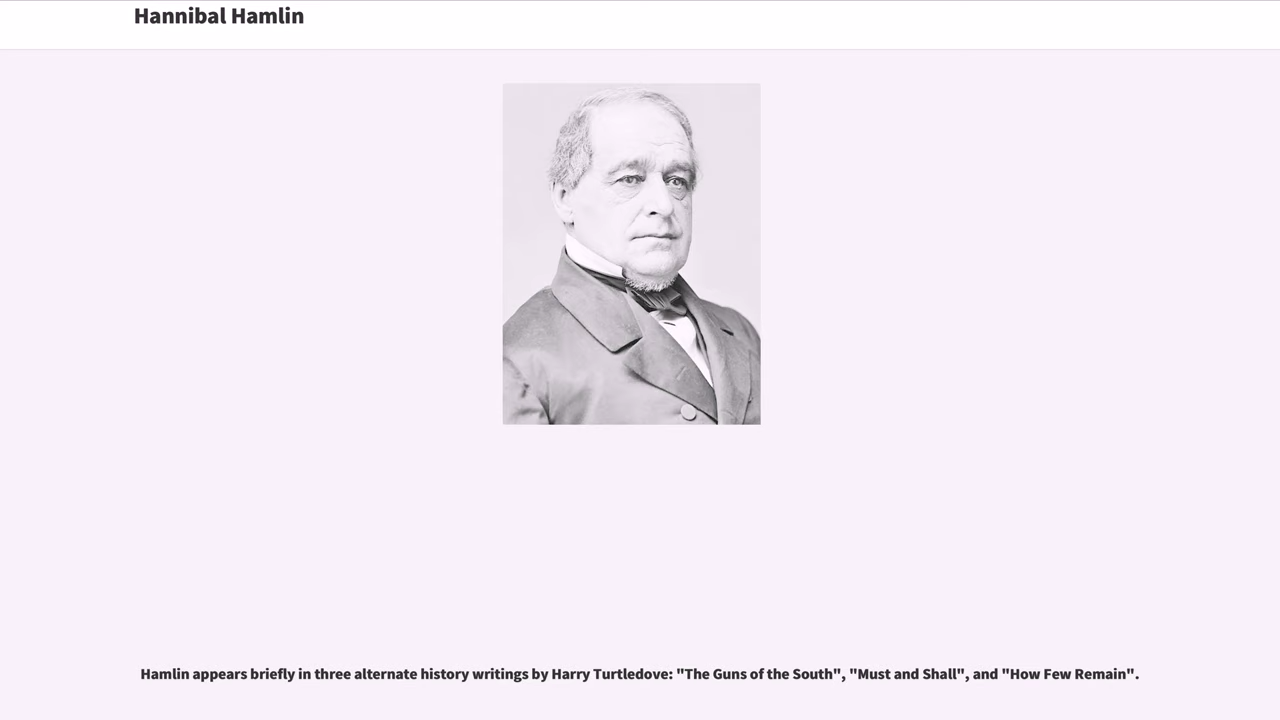 Hannibal Hamlin
Hamlin appears briefly in three alternate history writings by Harry Turtledove: "The Guns of the South", "Must and Shall", and "How Few Remain".